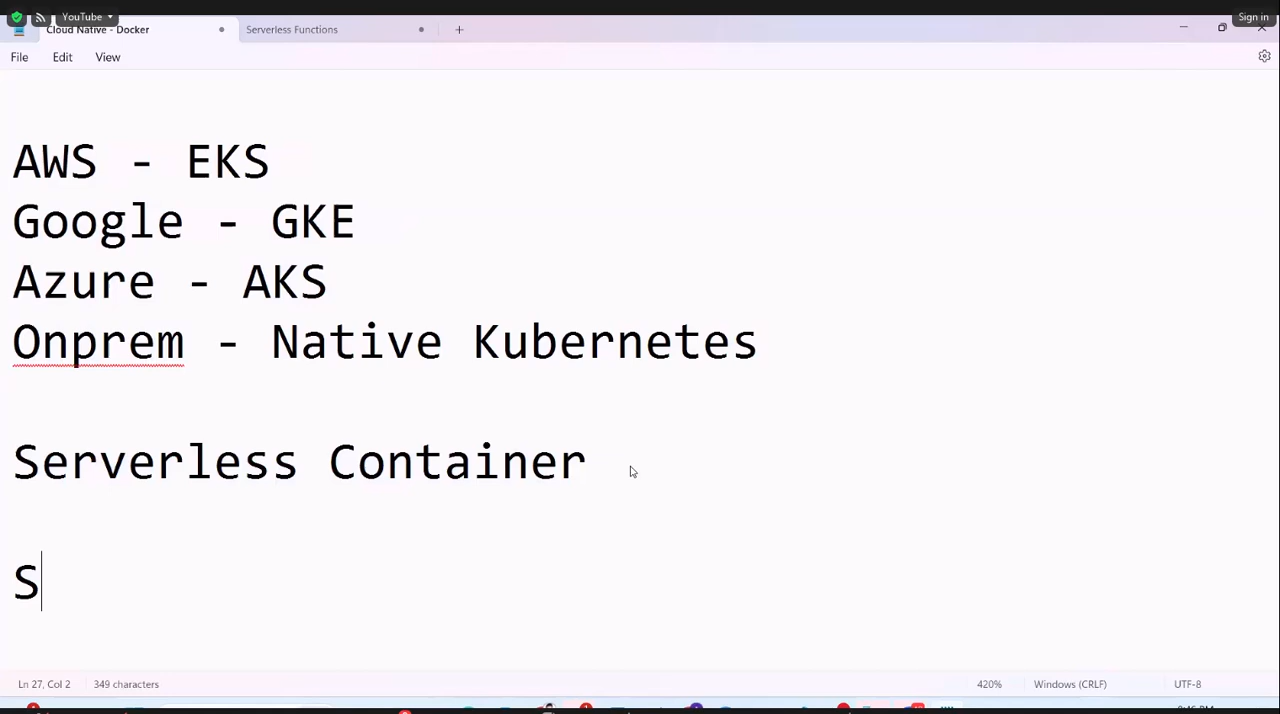 YouTube
Sign in
Cloud Native - Docker
Serverless Functions
File Edit View
AWS - EKS
Google - GKE
Azure - AKS
Onprem - Native Kubernetes
Serverless Container
S
Ln 27, Col 2 349 characters 420% Windows (CRLF) UTF-8